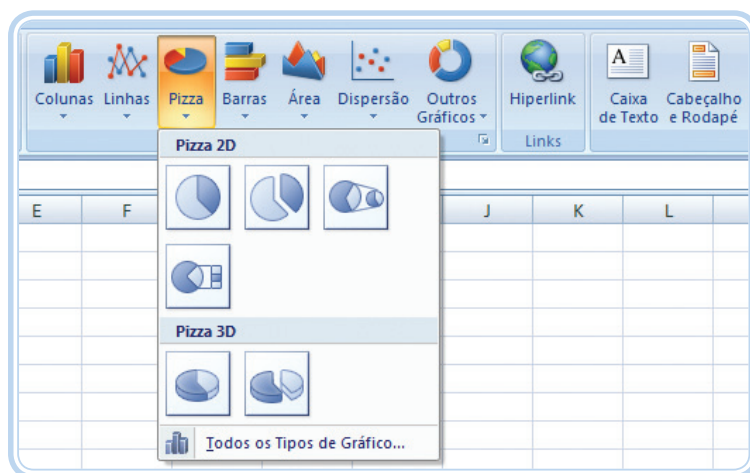 Colunas Linhas Pizza Barras Área Dispersão Outros Gráficos Hiperlink Caixa de Texto Cabeçalho e Rodapé
Links
Pizza 2D
E F J K L
Pizza 3D
Todos os Tipos de Gráfico...